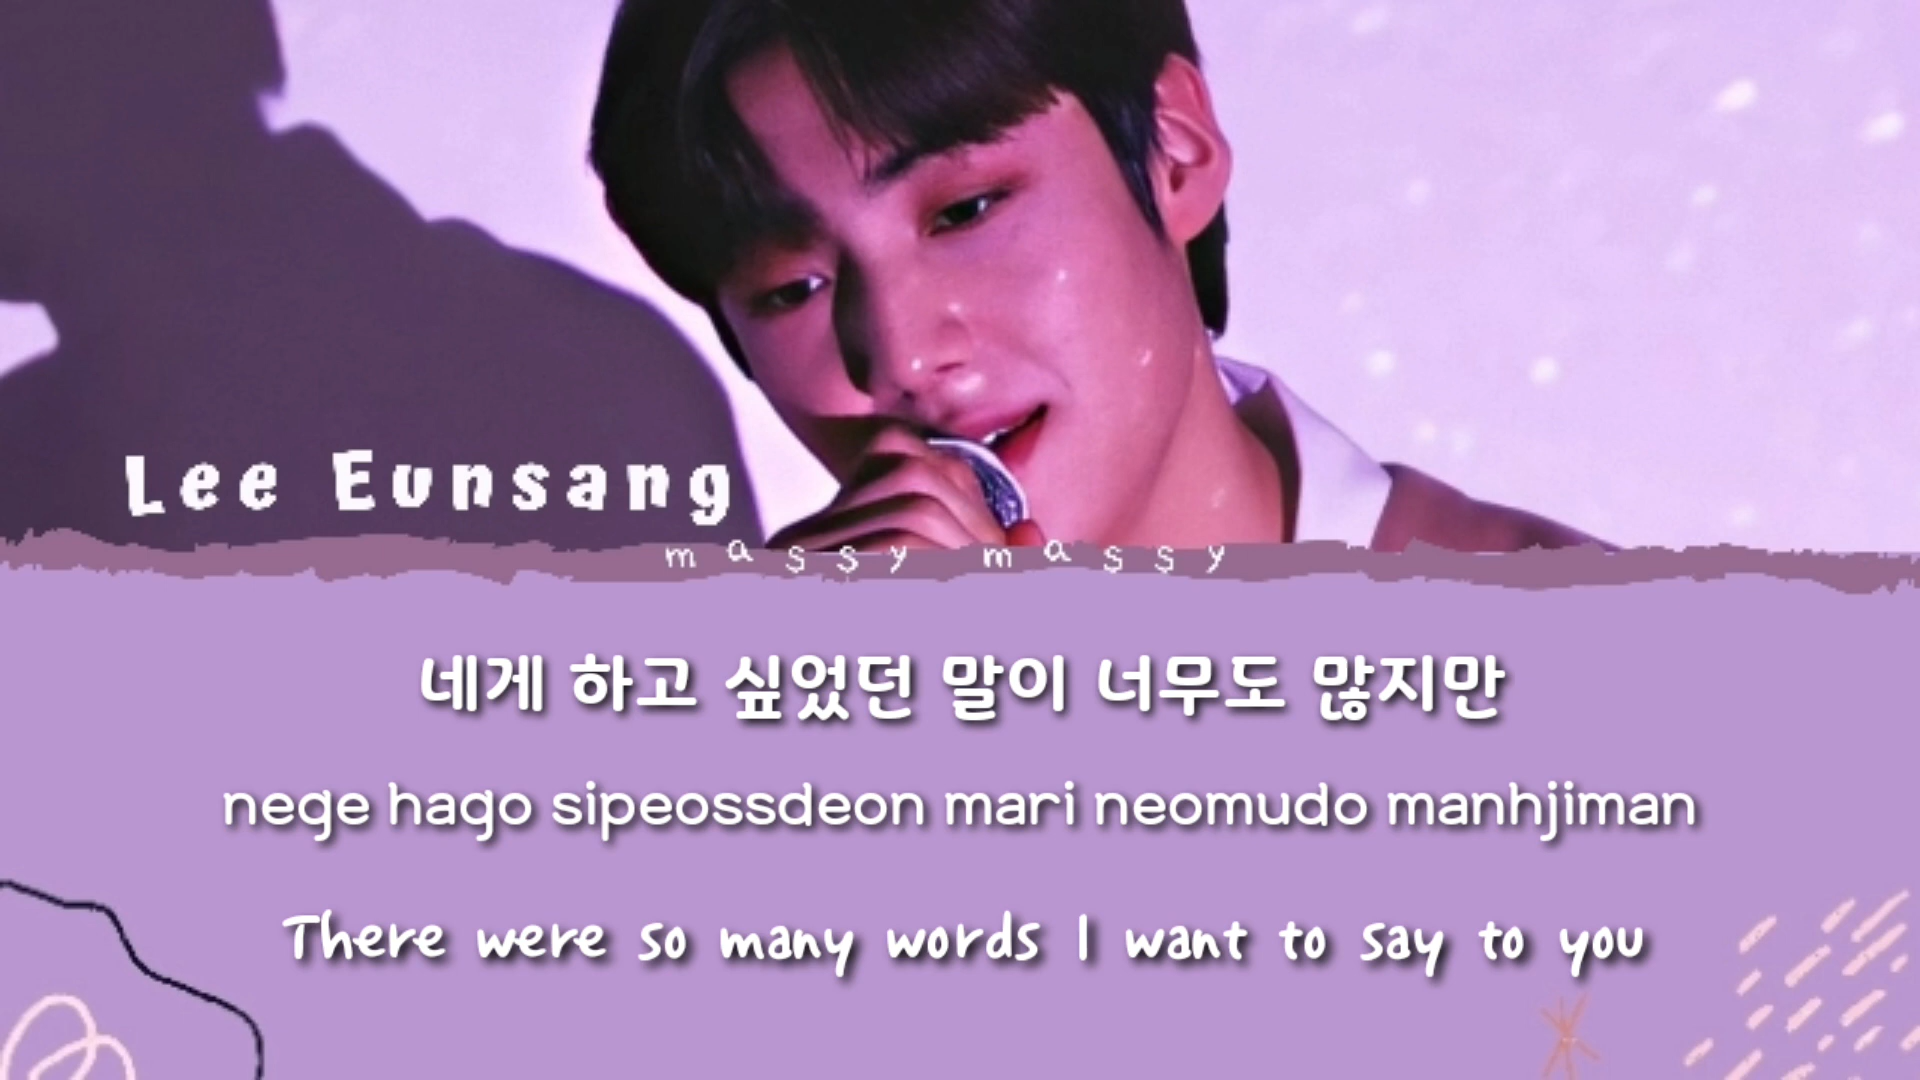 Lee Eunsang
massy massy
네게 하고 싶었던 말이 너무도 많지만
nege hago sipeossdeon mari neomudo manhjiman
There were so many words I want to say to you